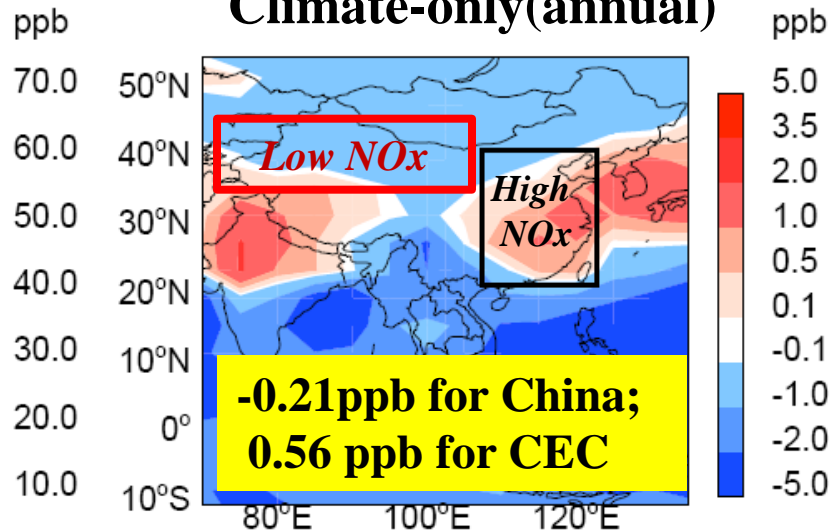 Climate-only(annual)
ppb
70.0
60.0
50.0
40.0
30.0
20.0
10.0
50°N
40°N
30°N
20°N
10°N
0°
10°S
Low NOx
High
NOx
-0.21ppb for China;
0.56 ppb for CEC
80°E 100°E 120°E
ppb
5.0
3.5
2.0
1.0
0.5
0.1
-0.1
-1.0
-2.0
-5.0